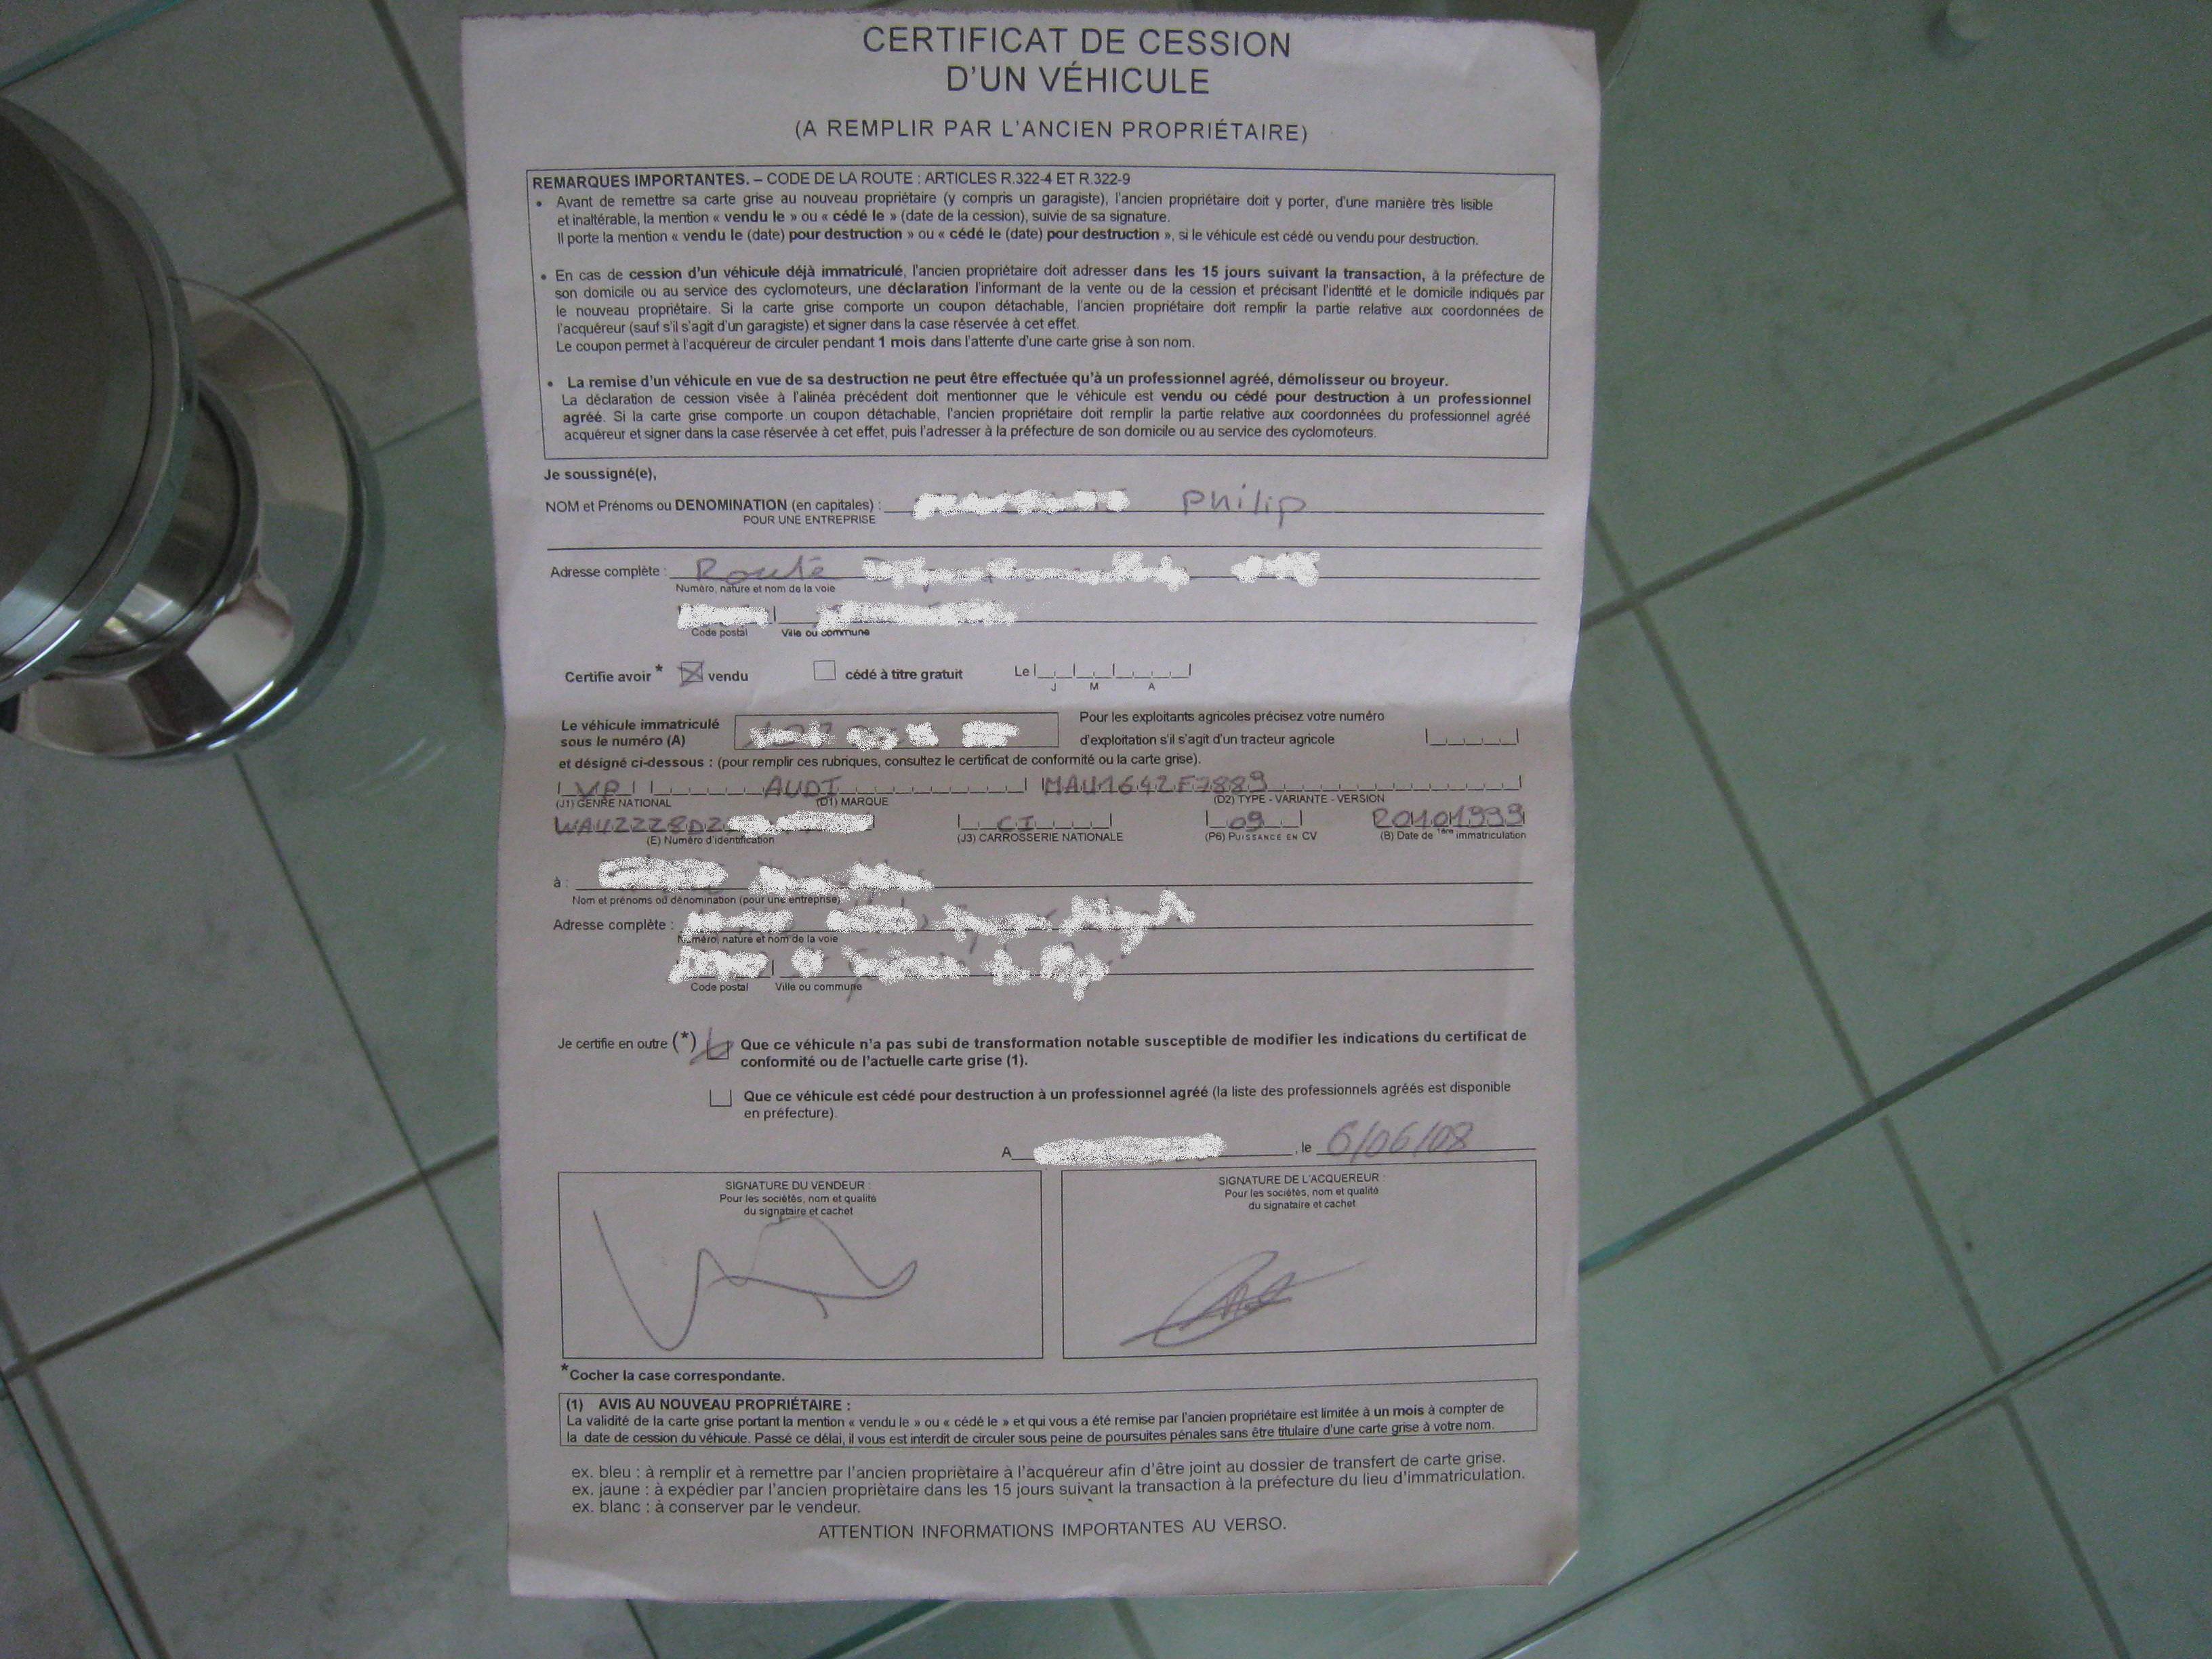 CERTIFICAT DE CESSION
D'UN VÉHICULE
(A REMPLIR PAR L'ANCIEN PROPRIÉTAIRE)
REMARQUES IMPORTANTES. – CODE DE LA ROUTE : ARTICLES R.322-4 ET R.322-9
• Avant de remettre sa carte grise au nouveau propriétaire (y compris un garagiste), l'ancien propriétaire doit y porter, d'une manière très lisible
et inaltérable, la mention « vendu le » ou « cédé le » (date de la cession), suivie de sa signature.
Il porte la mention « vendu le (date) pour destruction » ou « cédé le (date) pour destruction », si le véhicule est cédé ou vendu pour destruction.
• En cas de cession d'un véhicule déjà immatriculé, l'ancien propriétaire doit adresser dans les 15 jours suivant la transaction, à la préfecture de
son domicile ou au service des cyclomoteurs, une déclaration l'informant de la vente ou de la cession et précisant l'identité et le domicile indiqués par
le nouveau propriétaire. Si la carte grise comporte un coupon détachable, l'ancien propriétaire doit remplir la partie relative aux coordonnées de
l'acquéreur (sauf s'il s'agit d'un garagiste) et signer dans la case réservée à cet effet.
Le coupon permet à l'acquéreur de circuler pendant 1 mois dans l'attente d'une carte grise à son nom.
• La remise d'un véhicule en vue de sa destruction ne peut être effectuée qu'à un professionnel agréé, démolisseur ou broyeur.
La déclaration de cession visée à l'alinéa précédent doit mentionner que le véhicule est vendu ou cédé pour destruction à un professionnel
agréé. Si la carte grise comporte un coupon détachable, l'ancien propriétaire doit remplir la partie relative aux coordonnées du professionnel agréé
acquéreur et signer dans la case réservée à cet effet, puis l'adresser à la préfecture de son domicile ou au service des cyclomoteurs.
Je soussigné(e),
NOM et Prénoms ou DENOMINATION (en capitales) : Philip
POUR UNE ENTREPRISE
Adresse complète : Route
Numéro, nature et nom de la voie
Code postal Ville ou commune
Certifie avoir * vendu cédé à titre gratuit Le
J M A
Le véhicule immatriculé Pour les exploitants agricoles précisez votre numéro
sous le numéro (A) d'exploitation s'il s'agit d'un tracteur agricole
et désigné ci-dessous : (pour remplir ces rubriques, consultez le certificat de conformité ou la carte grise).
VP AUDI MAU1642F7889
(J1) GENRE NATIONAL (D1) MARQUE (D2) TYPE - VARIANTE - VERSION
WAUZZZ8DZ CI 09 20101999
(E) Numéro d'identification (J3) CARROSSERIE NATIONALE (P6) PUISSANCE EN CV (B) Date de 1ère immatriculation
à :
Nom et prénoms ou dénomination (pour une entreprise)
Adresse complète :
Numéro, nature et nom de la voie
Code postal Ville ou commune
Je certifie en outre (*) Que ce véhicule n'a pas subi de transformation notable susceptible de modifier les indications du certificat de
conformité ou de l'actuelle carte grise (1).
Que ce véhicule est cédé pour destruction à un professionnel agréé (la liste des professionnels agréés est disponible
en préfecture).
A , le 6/06/08
SIGNATURE DU VENDEUR : SIGNATURE DE L'ACQUEREUR :
Pour les sociétés, nom et qualité Pour les sociétés, nom et qualité
du signataire et cachet du signataire et cachet
*Cocher la case correspondante.
(1) AVIS AU NOUVEAU PROPRIÉTAIRE :
La validité de la carte grise portant la mention « vendu le » ou « cédé le » et qui vous a été remise par l'ancien propriétaire est limitée à un mois à compter de
la date de cession du véhicule. Passé ce délai, il vous est interdit de circuler sous peine de poursuites pénales sans être titulaire d'une carte grise à votre nom.
ex. bleu : à remplir et à remettre par l'ancien propriètaire à l'acquéreur afin d'être joint au dossier de transfert de carte grise.
ex. jaune : à expédier par l'ancien propriètaire dans les 15 jours suivant la transaction à la préfecture du lieu d'immatriculation.
ex. blanc : à conserver par le vendeur.
ATTENTION INFORMATIONS IMPORTANTES AU VERSO.